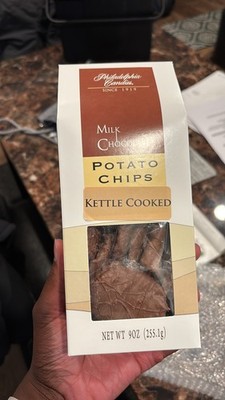 Philadelphia
Candies
SINCE 1919
MILK
CHOCOLATE
POTATO
CHIPS
KETTLE COOKED
NET WT 9OZ (255.1g)